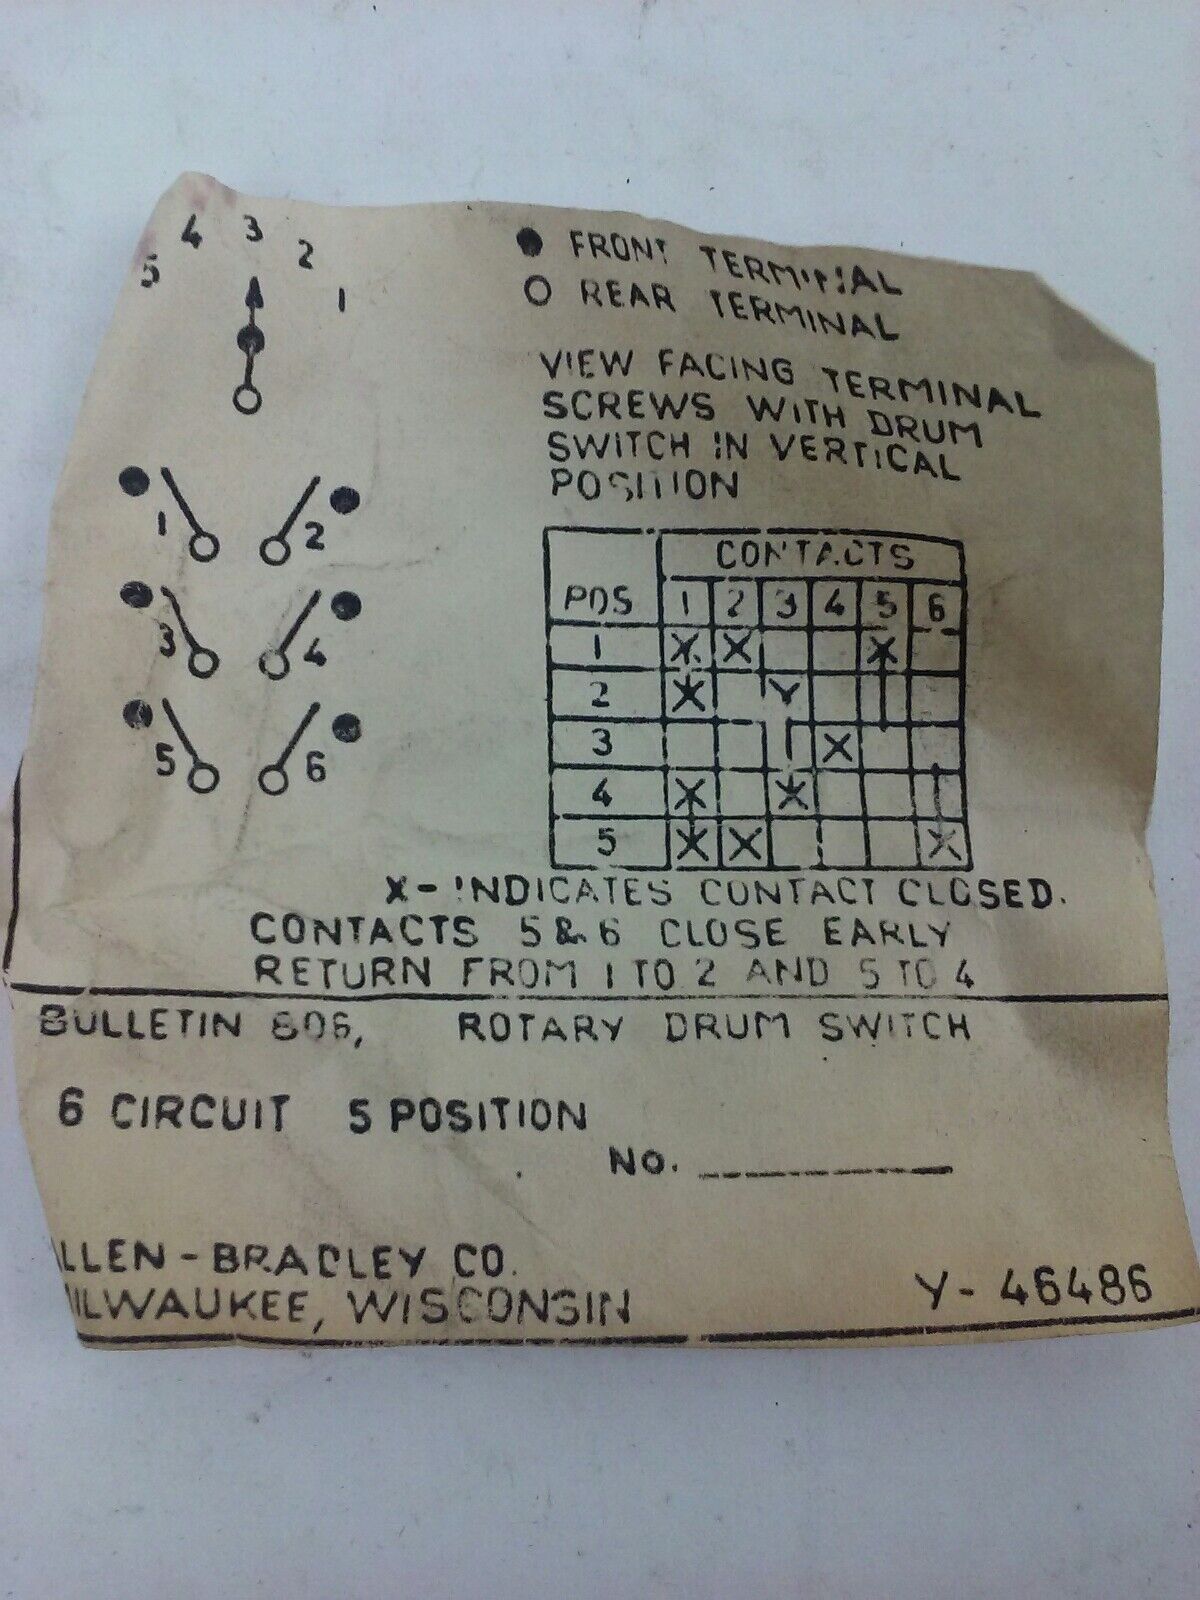 5 4 3 2 1
● FRONT TERMINAL
○ REAR TERMINAL
VIEW FACING TERMINAL
SCREWS WITH DRUM
SWITCH IN VERTICAL
POSITION
1 2
3 4
5 6
CONTACTS
POS 1 2 3 4 5 6
1 X X X
2 X X
3 X
4 X X
5 X X X
X- INDICATES CONTACT CLOSED.
CONTACTS 5 & 6 CLOSE EARLY
RETURN FROM 1 TO 2 AND 5 TO 4
BULLETIN 806, ROTARY DRUM SWITCH
6 CIRCUIT 5 POSITION
NO.
LLEN-BRADLEY CO.
ILWAUKEE, WISCONSIN
Y-46486